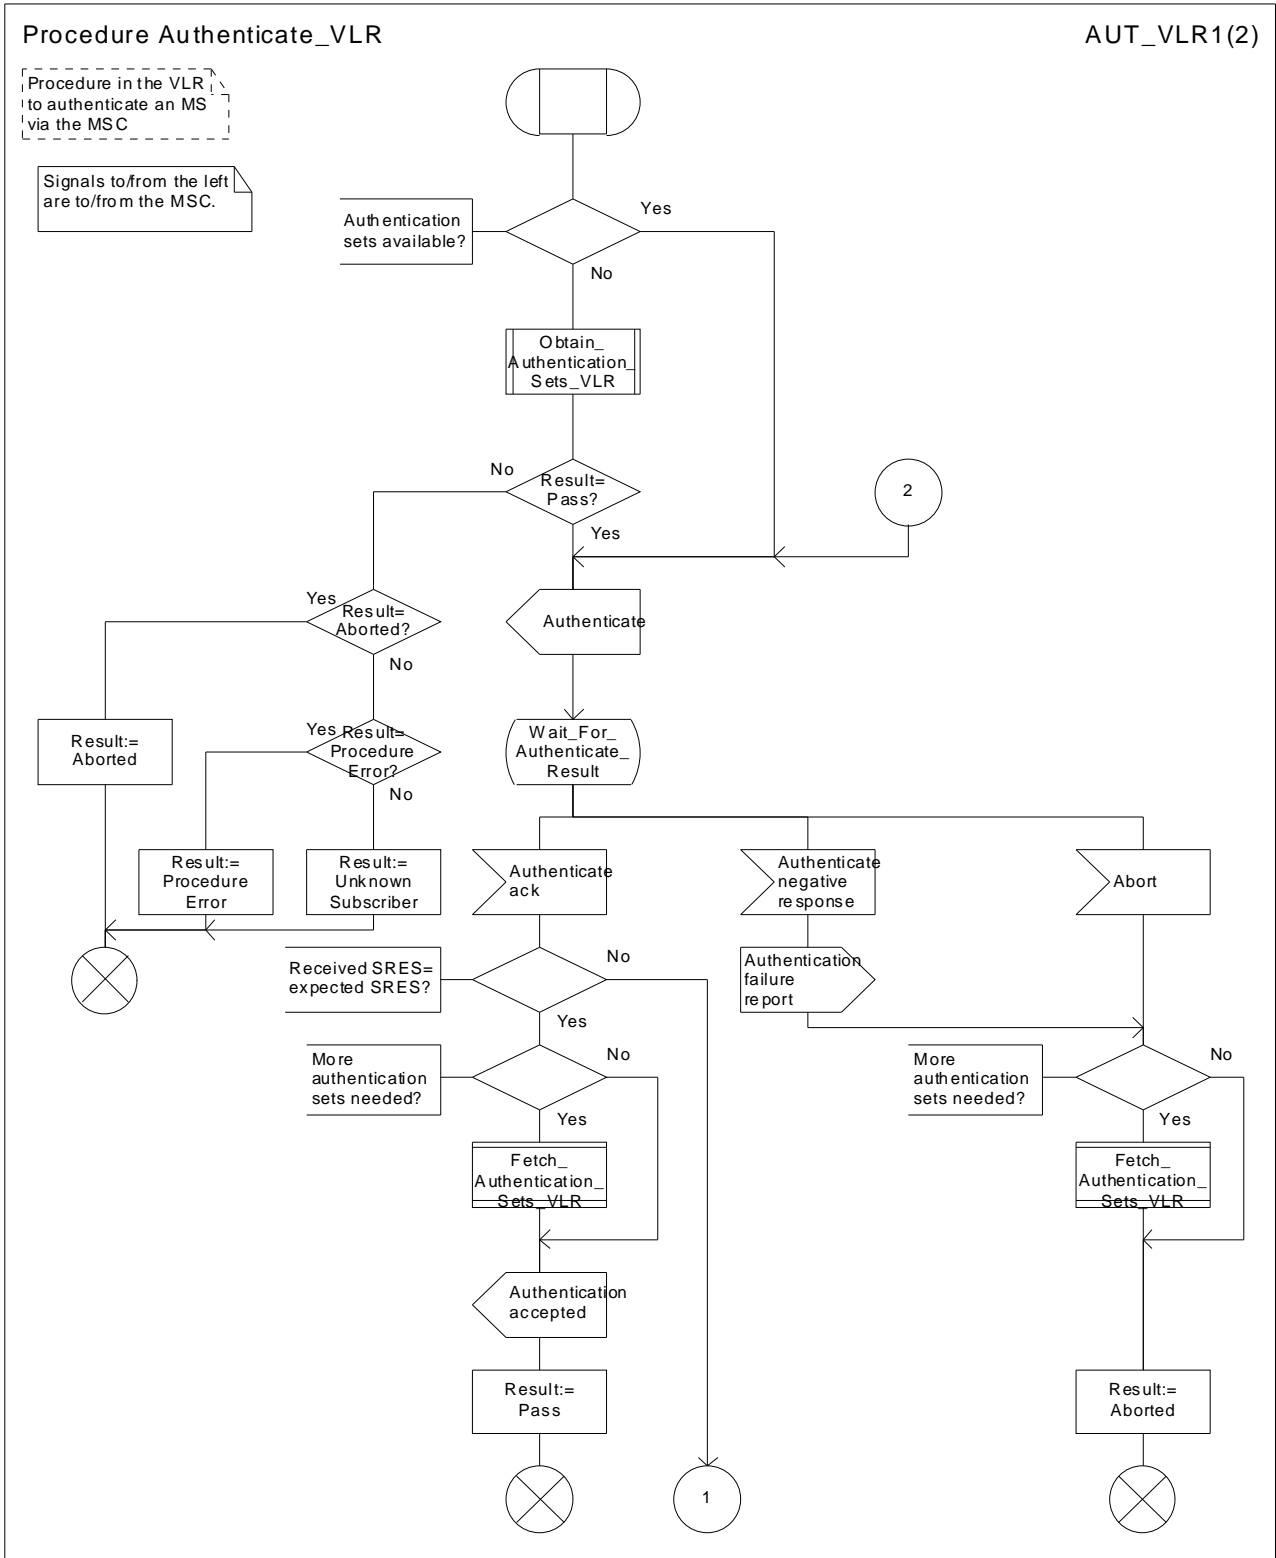 Procedure Authenticate_VLR
AUT_VLR1(2)
Procedure in the VLR
to authenticate an MS
via the MSC
Signals to/from the left
are to/from the MSC.
Authentication
sets available?
Yes
No
Obtain_
Authentication_
Sets_VLR
No
Result=
Pass?
Yes
2
Yes
Result=
Aborted?
No
Authenticate
Result:=
Aborted
Yes
Result=
Procedure
Error?
No
Wait_For_
Authenticate_
Result
Result:=
Procedure
Error
Result:=
Unknown
Subscriber
Authenticate
ack
Authenticate
negative
response
Abort
Received SRES=
expected SRES?
No
Yes
Authentication
failure
report
More
authentication
sets needed?
No
Yes
More
authentication
sets needed?
No
Yes
Fetch_
Authentication_
Sets_VLR
Fetch_
Authentication_
Sets_VLR
Authentication
accepted
Result:=
Pass
Result:=
Aborted
1